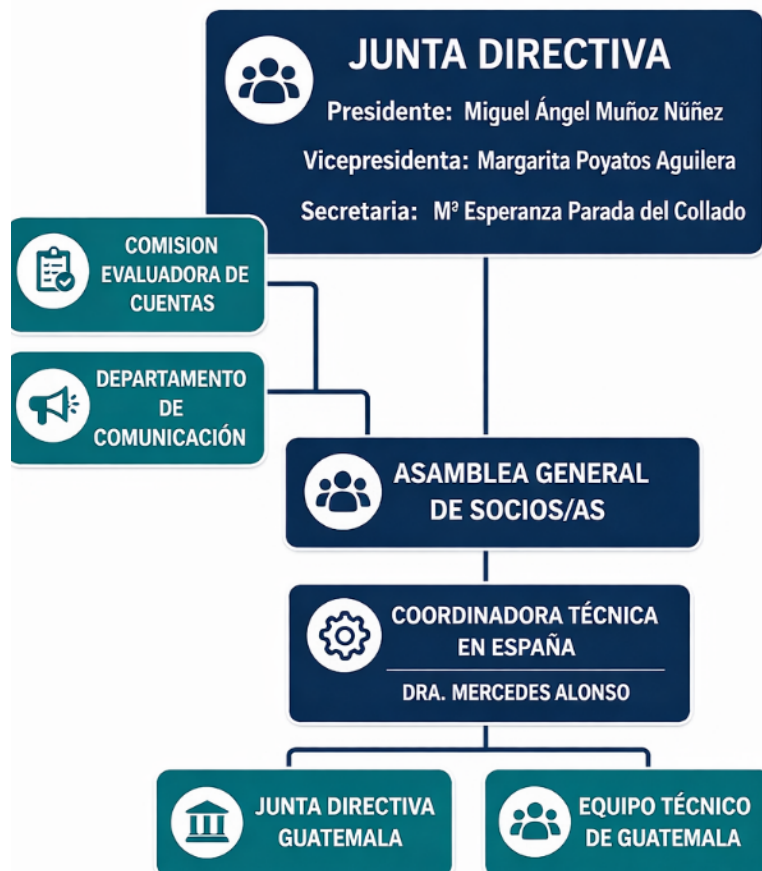 JUNTA DIRECTIVA
Presidente: Miguel Ángel Muñoz Núñez
Vicepresidenta: Margarita Poyatos Aguilera
Secretaria: Mª Esperanza Parada del Collado
COMISION
EVALUADORA DE
CUENTAS
DEPARTAMENTO
DE
COMUNICACIÓN
ASAMBLEA GENERAL
DE SOCIOS/AS
COORDINADORA TÉCNICA
EN ESPAÑA
DRA. MERCEDES ALONSO
JUNTA DIRECTIVA
GUATEMALA
EQUIPO TÉCNICO
DE GUATEMALA